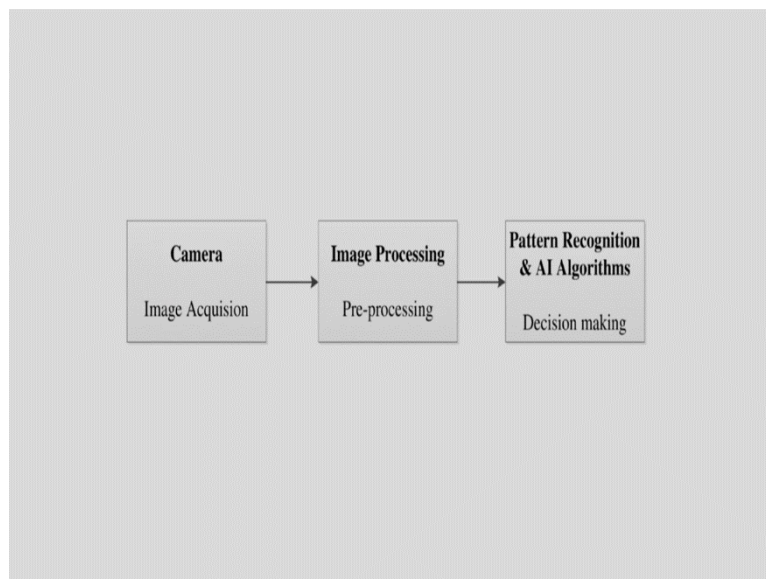 Camera
Image Acquision
Image Processing
Pre-processing
Pattern Recognition
& AI Algorithms
Decision making